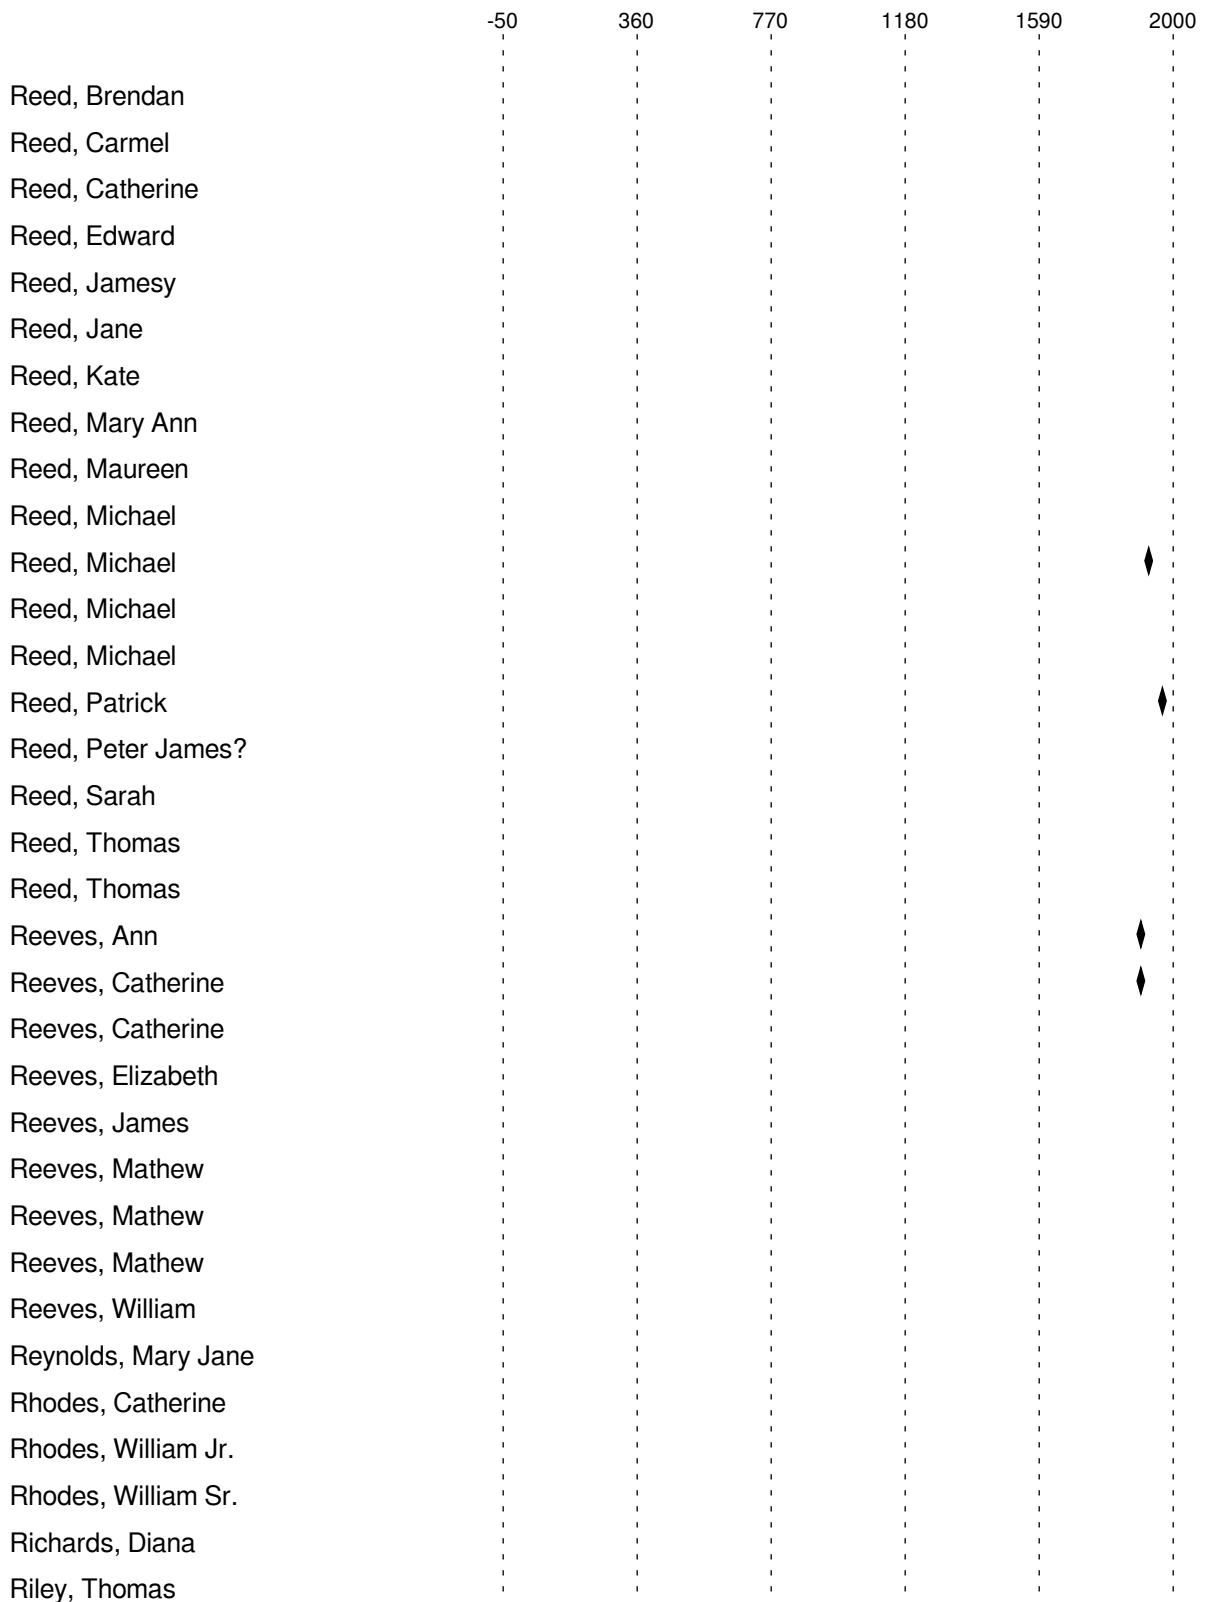 -50 360 770 1180 1590 2000
Reed, Brendan
Reed, Carmel
Reed, Catherine
Reed, Edward
Reed, Jamesy
Reed, Jane
Reed, Kate
Reed, Mary Ann
Reed, Maureen
Reed, Michael
Reed, Michael
Reed, Michael
Reed, Michael
Reed, Patrick
Reed, Peter James?
Reed, Sarah
Reed, Thomas
Reed, Thomas
Reeves, Ann
Reeves, Catherine
Reeves, Catherine
Reeves, Elizabeth
Reeves, James
Reeves, Mathew
Reeves, Mathew
Reeves, Mathew
Reeves, William
Reynolds, Mary Jane
Rhodes, Catherine
Rhodes, William Jr.
Rhodes, William Sr.
Richards, Diana
Riley, Thomas